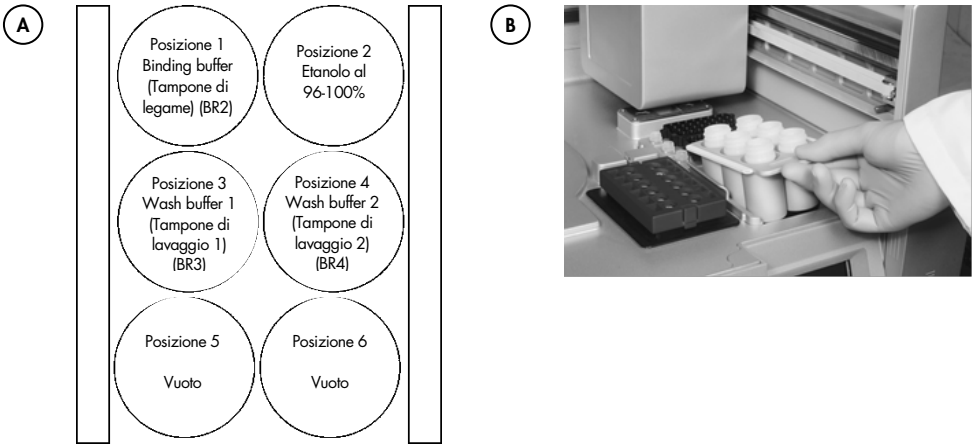 A
Posizione 1
Binding buffer
(Tampone di
legame) (BR2)
Posizione 2
Etanolo al
96-100%
Posizione 3
Wash buffer 1
(Tampone di
lavaggio 1)
(BR3)
Posizione 4
Wash buffer 2
(Tampone di
lavaggio 2)
(BR4)
Posizione 5
Vuoto
Posizione 6
Vuoto
B